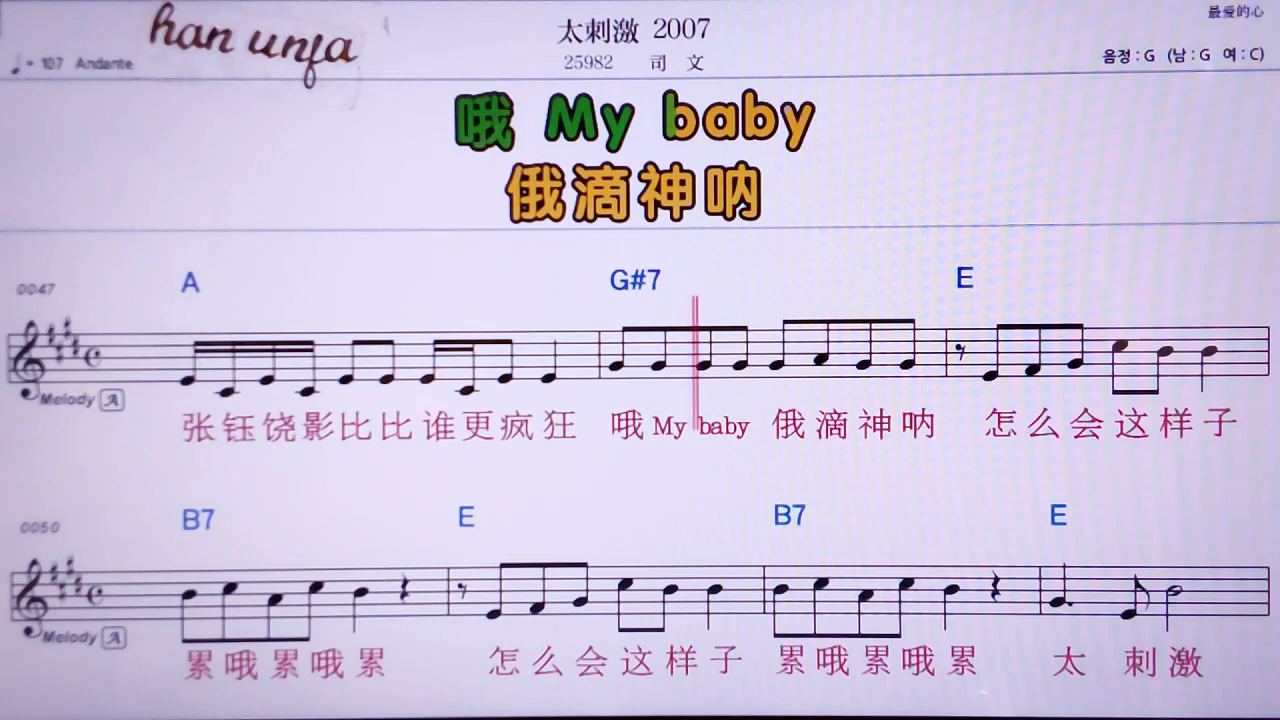 han unfa
太刺激 2007
最爱的心
♩= 107 Andante
25982 司 文
음정 : G (남 : G 여 : C)
哦 My baby
俄滴神呐
0047
A G#7 E
Melody A
张钰饶影比比谁更疯狂 哦 My baby 俄滴神呐 怎么会这样子
0050
B7 E B7 E
Melody A
累哦累哦累 怎么会这样子 累哦累哦累 太 刺激